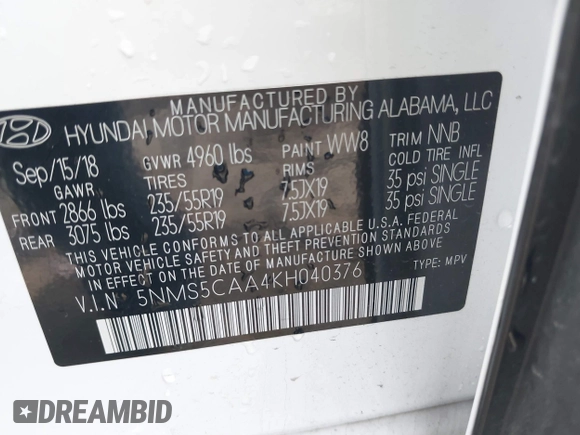 MANUFACTURED BY
HYUNDAI MOTOR MANUFACTURING ALABAMA, LLC
Sep/15/18 GVWR 4960 lbs PAINT WW8 TRIM NNB
GAWR TIRES RIMS COLD TIRE INFL.
FRONT 2866 lbs 235/55R19 7.5JX19 35 psi SINGLE
REAR 3075 lbs 235/55R19 7.5JX19 35 psi SINGLE
THIS VEHICLE CONFORMS TO ALL APPLICABLE U.S.A. FEDERAL
MOTOR VEHICLE SAFETY AND THEFT PREVENTION STANDARDS
IN EFFECT ON THE DATE OF MANUFACTURE SHOWN ABOVE.
V.I.N 5NMS5CAA4KH040376 TYPE: MPV
DREAMBID